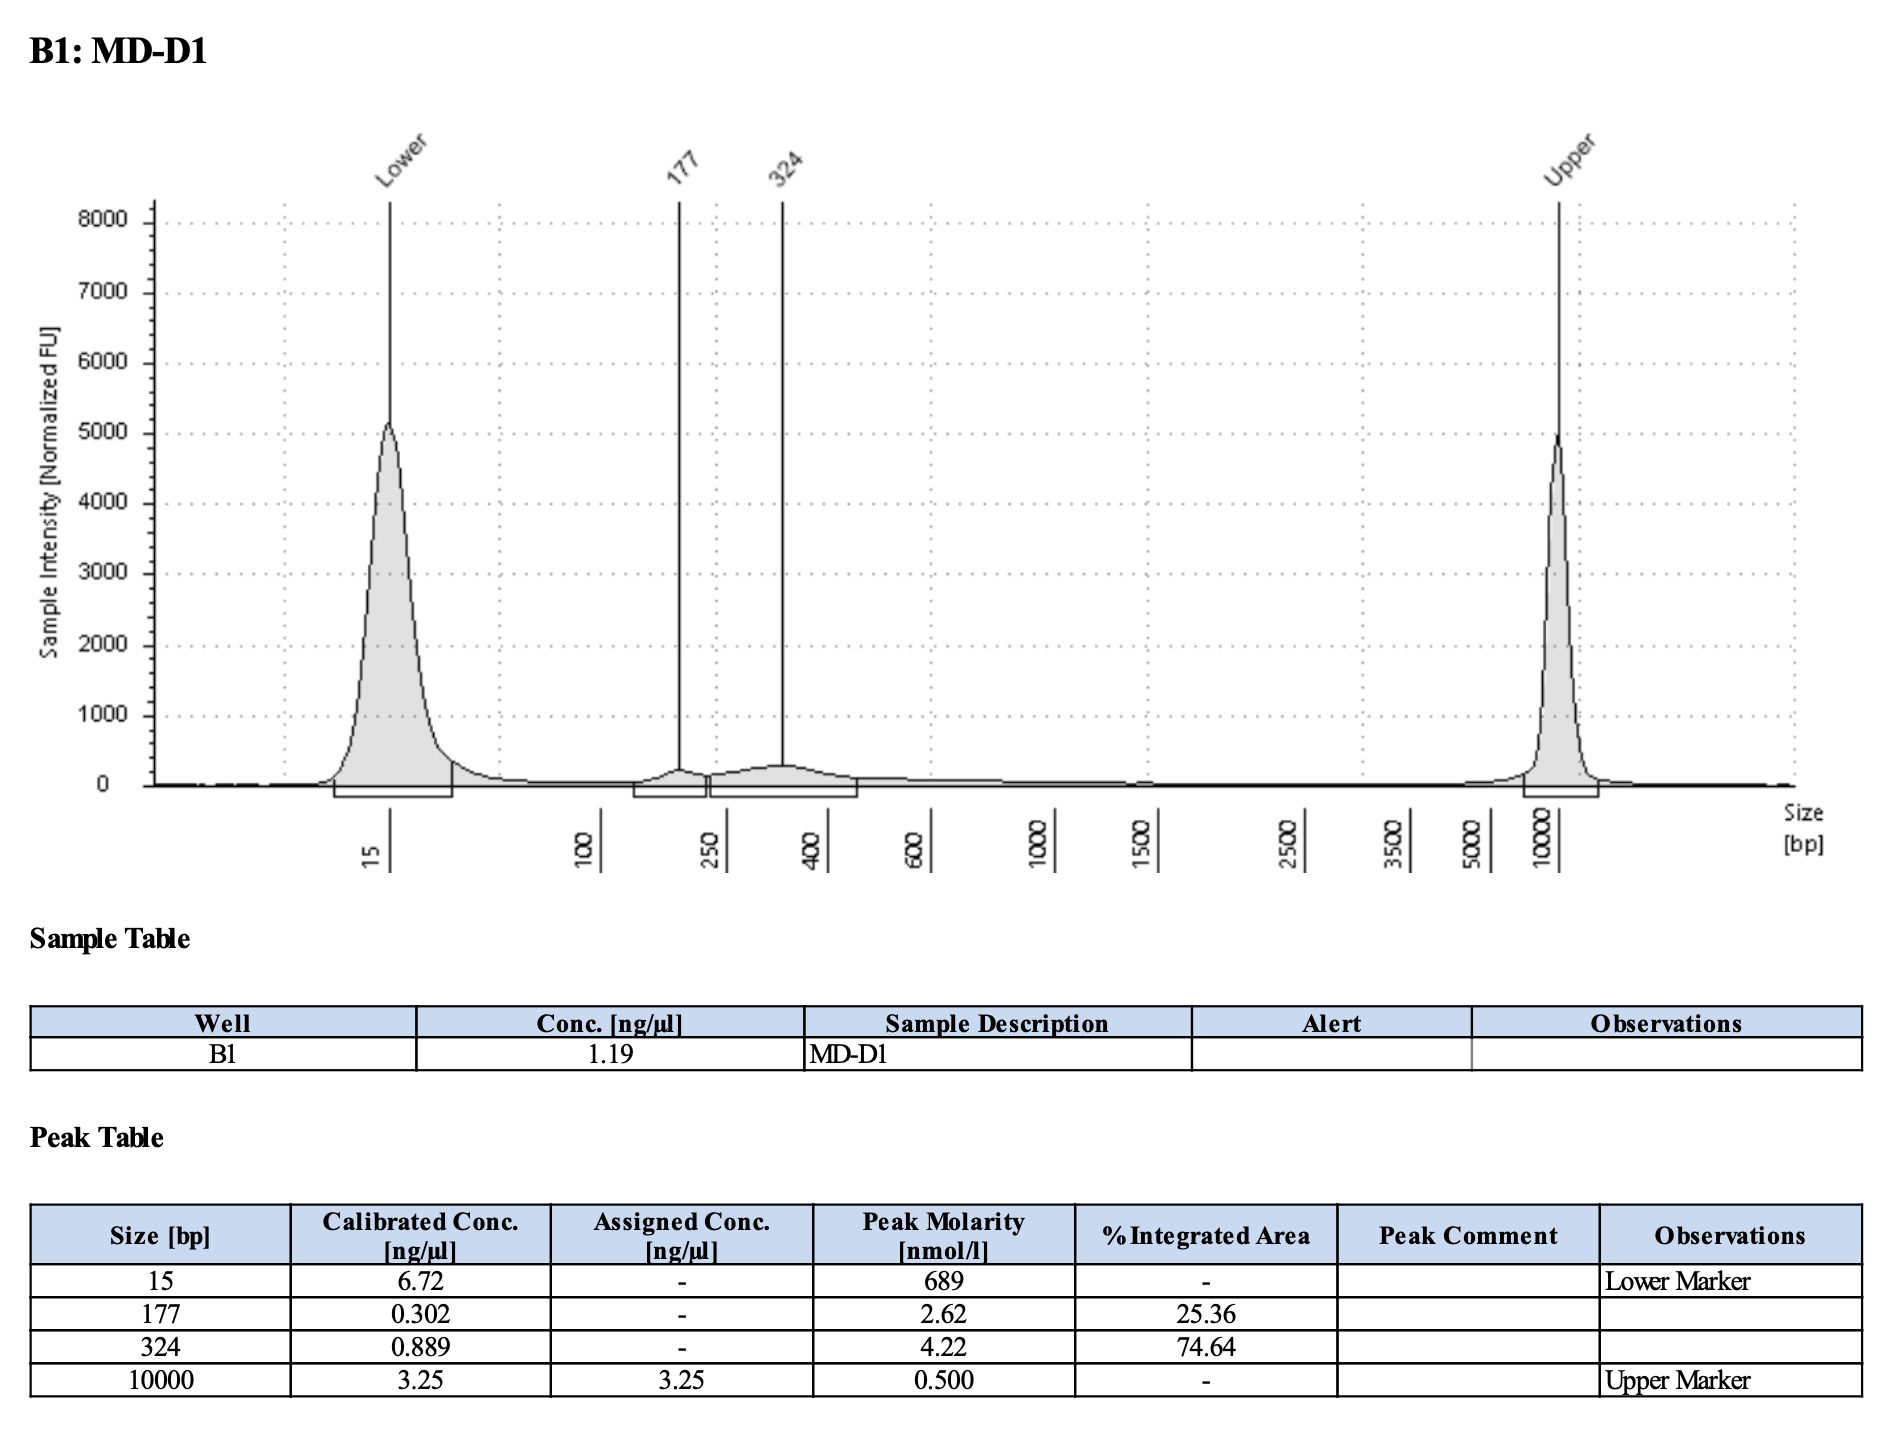 B1: MD-D1
Lower
177
324
Upper
Sample Intensity [Normalized FU]
8000
7000
6000
5000
4000
3000
2000
1000
0
15
100
250
400
600
1000
1500
2500
3500
5000
10000
Size
[bp]
Sample Table
Well Conc. [ng/µl] Sample Description Alert Observations
B1 1.19 MD-D1
Peak Table
Size [bp] Calibrated Conc. [ng/µl] Assigned Conc. [ng/µl] Peak Molarity [nmol/l] % Integrated Area Peak Comment Observations
15 6.72 - 689 - Lower Marker
177 0.302 - 2.62 25.36
324 0.889 - 4.22 74.64
10000 3.25 3.25 0.500 - Upper Marker